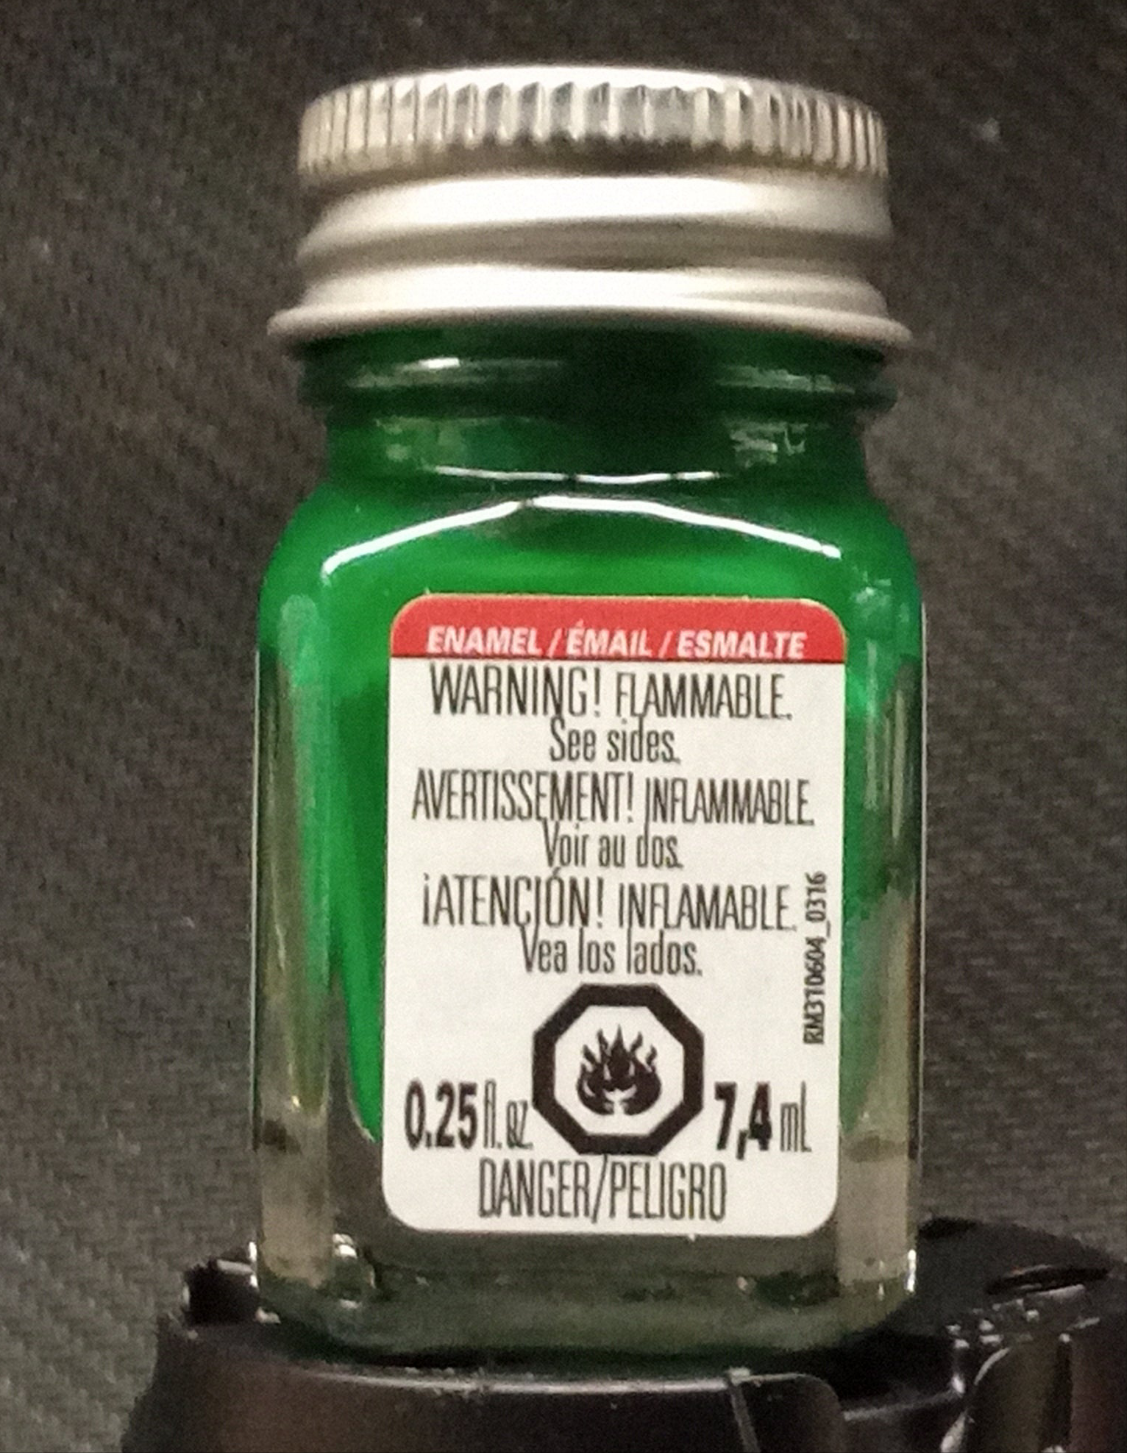 ENAMEL / ÉMAIL / ESMALTE
WARNING! FLAMMABLE.
See sides.
AVERTISSEMENT! INFLAMMABLE.
Voir au dos.
¡ATENCIÓN! INFLAMABLE.
Vea los lados.
RM310604_0316
0.25 fl. oz.
7,4 mL
DANGER/PELIGRO